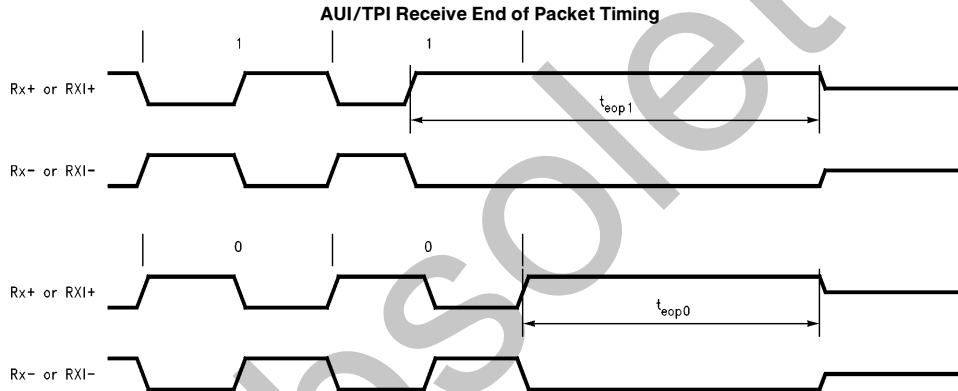 AUI/TPI Receive End of Packet Timing
1 1
Rx+ or RXI+
teop1
Rx- or RXI-
0 0
Rx+ or RXI+
teop0
Rx- or RXI-